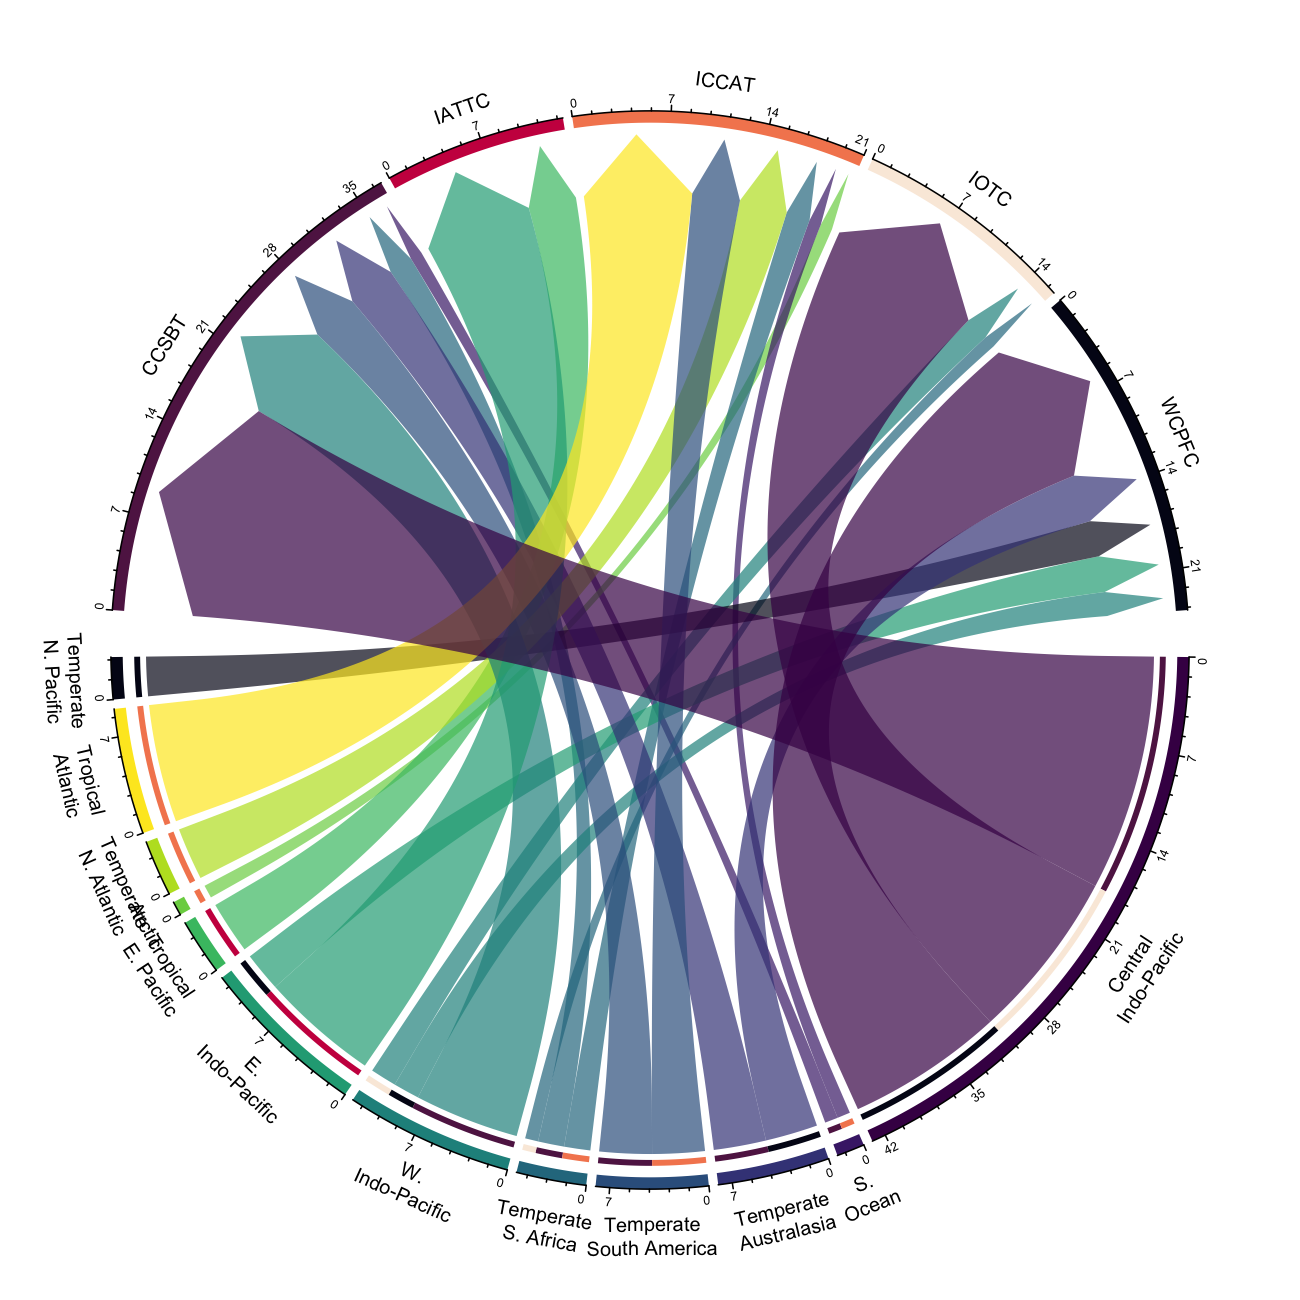 ICCAT
0
7
14
21
IATTC
0
7
IOTC
0
7
14
CCSBT
0
7
14
21
28
35
WCPFC
0
7
14
21
Temperate
N. Pacific
0
Tropical
Atlantic
0
7
Temperate
N. Atlantic
0
Arctic
0
Tropical
E. Pacific
0
E.
Indo-Pacific
0
7
W.
Indo-Pacific
0
7
Temperate
S. Africa
0
Temperate
South America
0
7
Temperate
Australasia
0
7
S.
Ocean
0
Central
Indo-Pacific
0
7
14
21
28
35
42